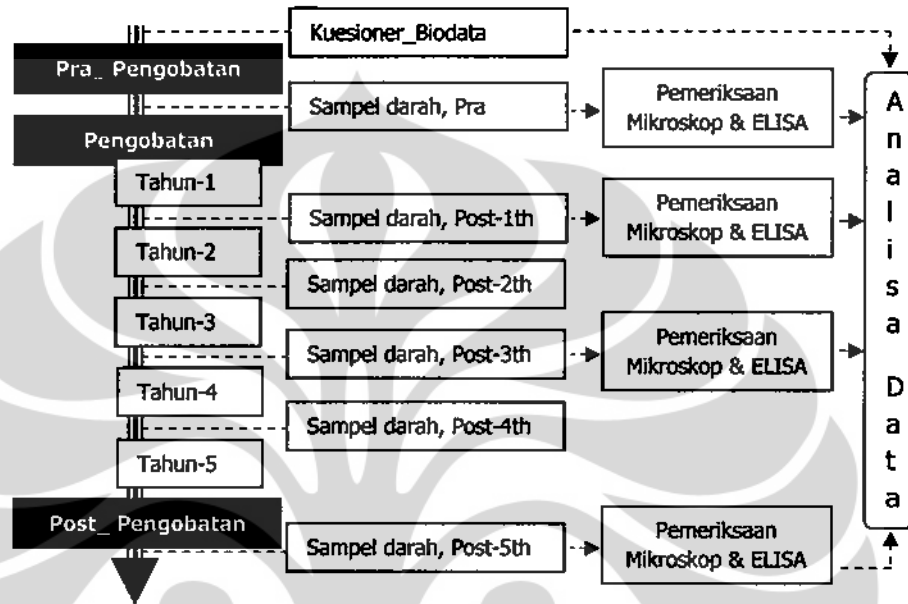 Kuesioner_Biodata
Pra_ Pengobatan
Sampel darah, Pra
Pemeriksaan
Mikroskop & ELISA
Pengobatan
Tahun-1
Sampel darah, Post-1th
Pemeriksaan
Mikroskop & ELISA
Tahun-2
Sampel darah, Post-2th
Tahun-3
Sampel darah, Post-3th
Pemeriksaan
Mikroskop & ELISA
Tahun-4
Sampel darah, Post-4th
Tahun-5
Post_ Pengobatan
Sampel darah, Post-5th
Pemeriksaan
Mikroskop & ELISA
Analisa Data